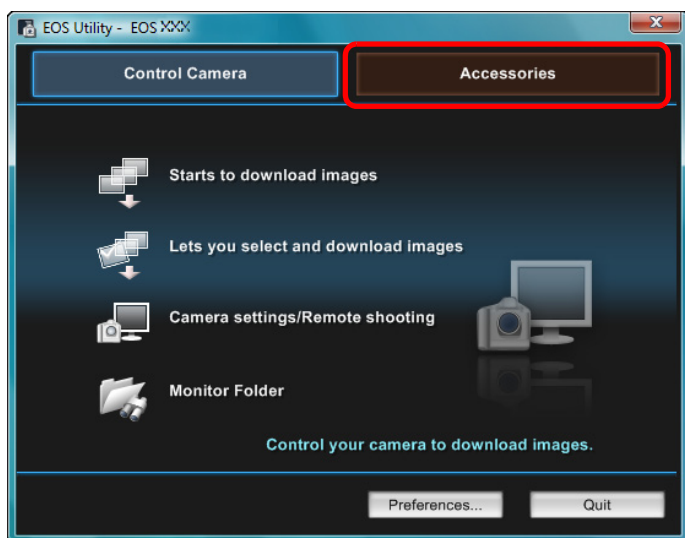 EOS Utility - EOS XXX
Control Camera
Accessories
Starts to download images
Lets you select and download images
Camera settings/Remote shooting
Monitor Folder
Control your camera to download images.
Preferences...
Quit